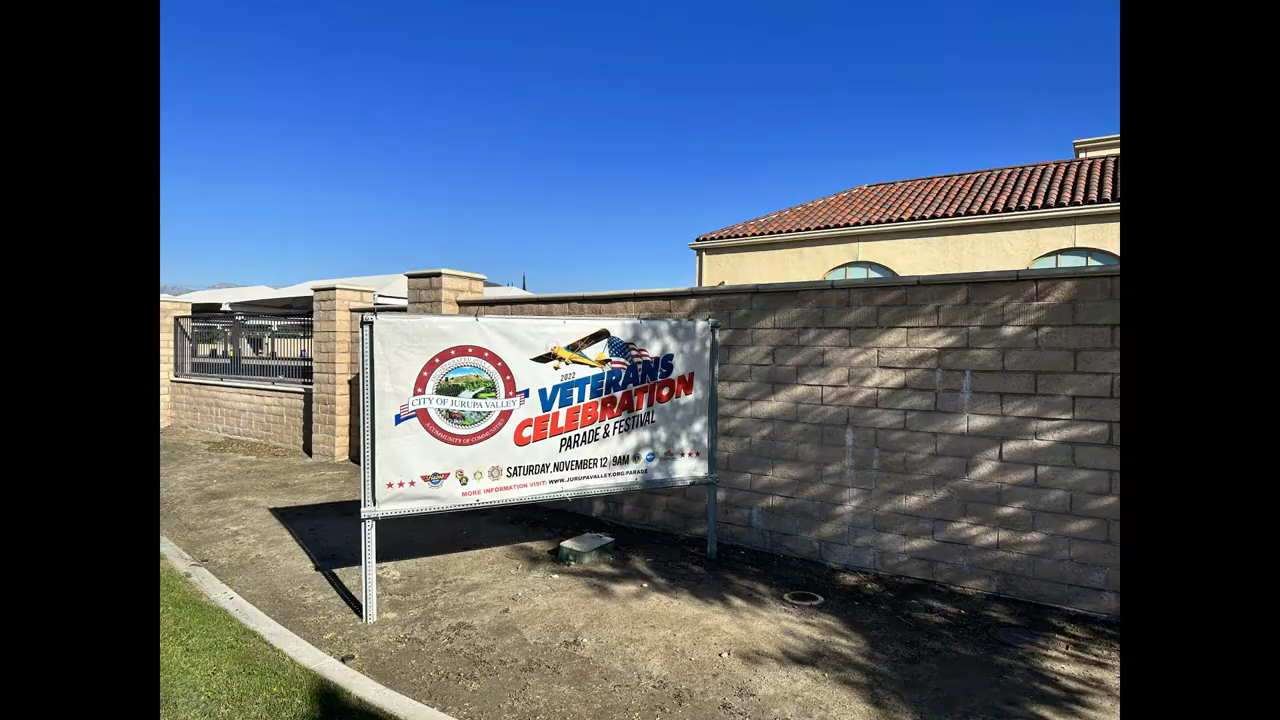 CITY OF JURUPA VALLEY
A COMMUNITY OF COMMUNITIES
2022
VETERANS
CELEBRATION
PARADE & FESTIVAL
SATURDAY, NOVEMBER 12 | 9AM
MORE INFORMATION VISIT: WWW.JURUPAVALLEY.ORG/PARADE